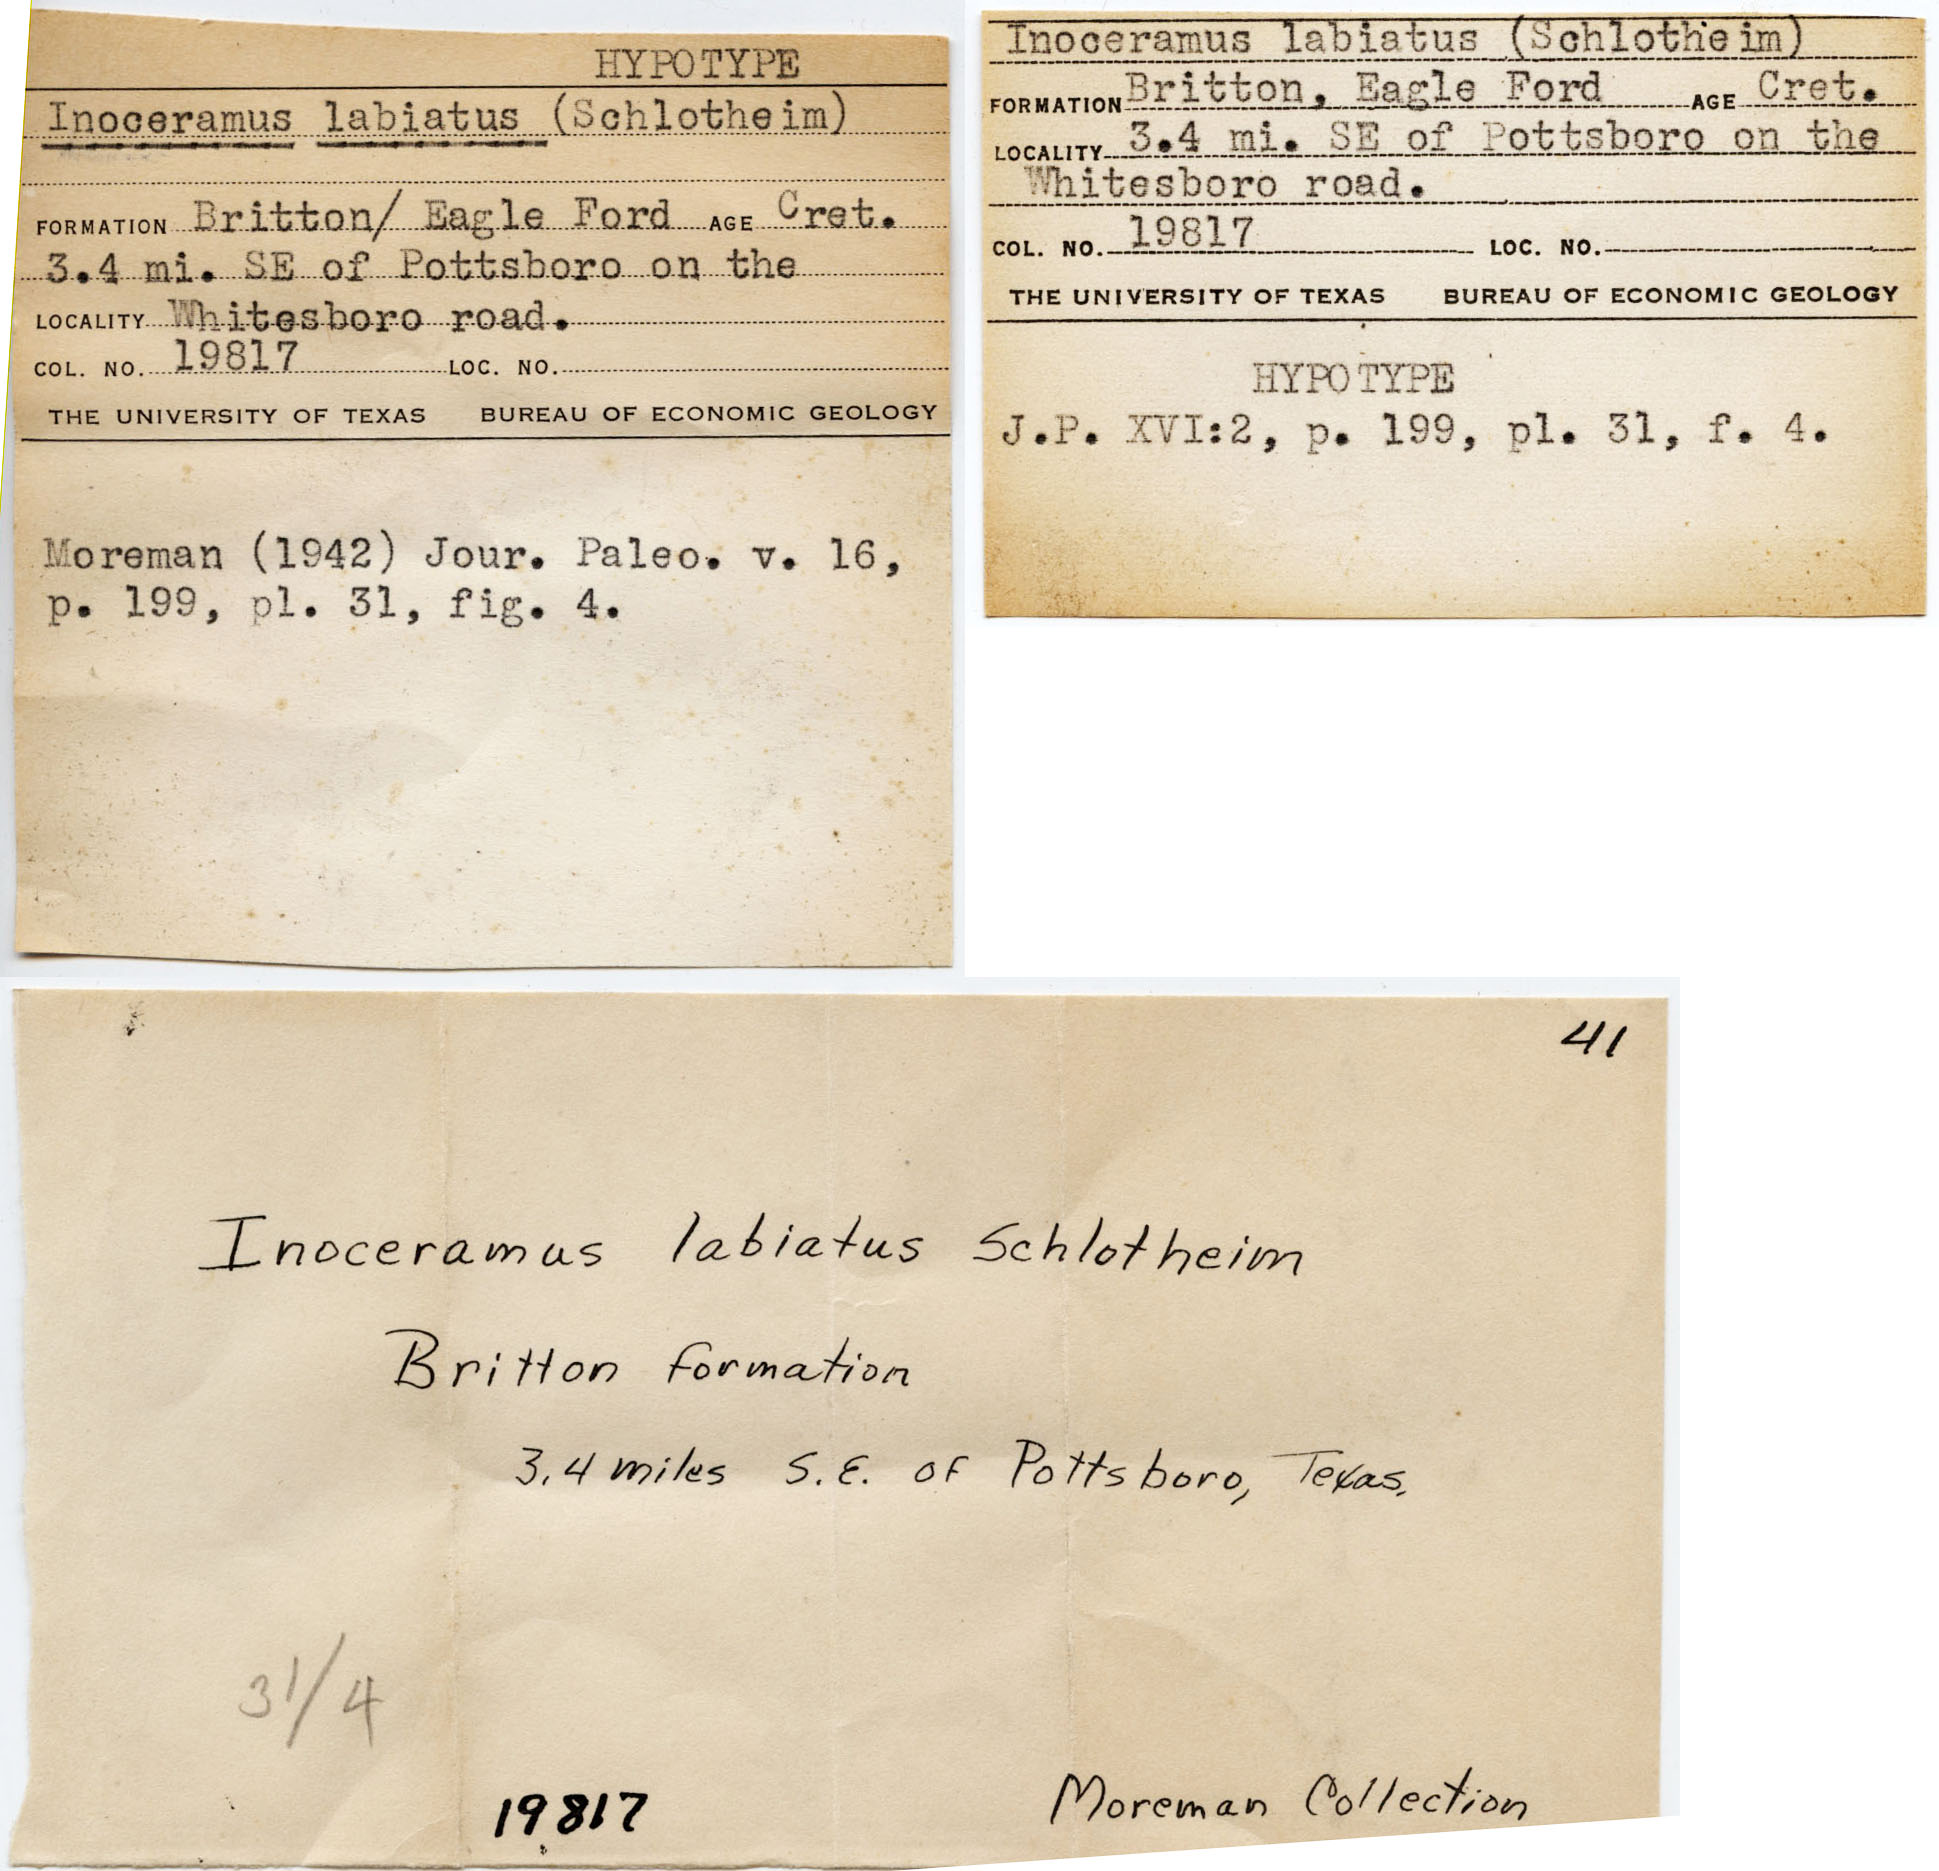 HYPOTYPE
Inoceramus labiatus (Schlotheim)
FORMATION Britton/ Eagle Ford AGE Cret.
3.4 mi. SE of Pottsboro on the
LOCALITY Whitesboro road.
COL. NO. 19817 LOC. NO.
THE UNIVERSITY OF TEXAS BUREAU OF ECONOMIC GEOLOGY
Moreman (1942) Jour. Paleo. v. 16,
p. 199, pl. 31, fig. 4.
Inoceramus labiatus (Schlotheim)
FORMATION Britton, Eagle Ford AGE Cret.
LOCALITY 3.4 mi. SE of Pottsboro on the
Whitesboro road.
COL. NO. 19817 LOC. NO.
THE UNIVERSITY OF TEXAS BUREAU OF ECONOMIC GEOLOGY
HYPOTYPE
J.P. XVI:2, p. 199, pl. 31, f. 4.
41
Inoceramus labiatus Schlotheim
Britton formation
3.4 miles S.E. of Pottsboro, Texas.
31/4
19817
Moreman Collection